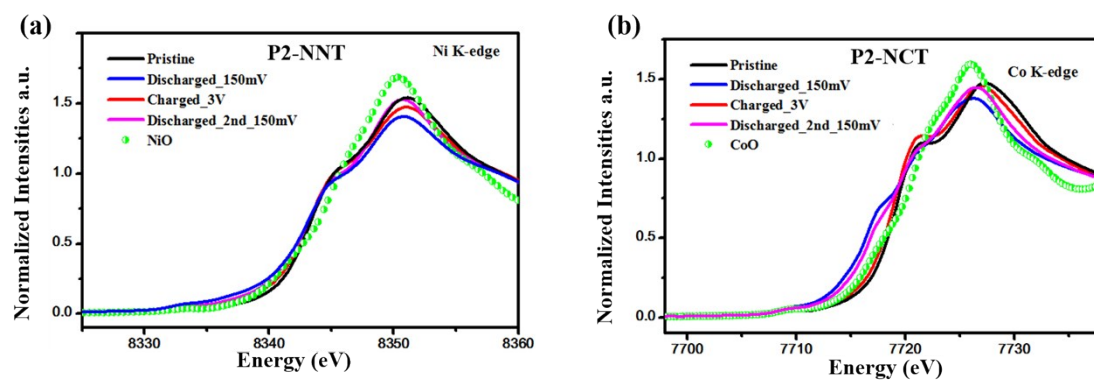 (a)
P2-NNT
Ni K-edge
Pristine
Discharged_150mV
Charged_3V
Discharged_2nd_150mV
NiO
Normalized Intensities a.u.
1.5
1.0
0.5
0.0
8330
8340
8350
8360
Energy (eV)
(b)
P2-NCT
Co K-edge
Pristine
Discharged_150mV
Charged_3V
Discharged_2nd_150mV
CoO
Normalized Intensities a.u.
1.5
1.0
0.5
0.0
7700
7710
7720
7730
Energy (eV)